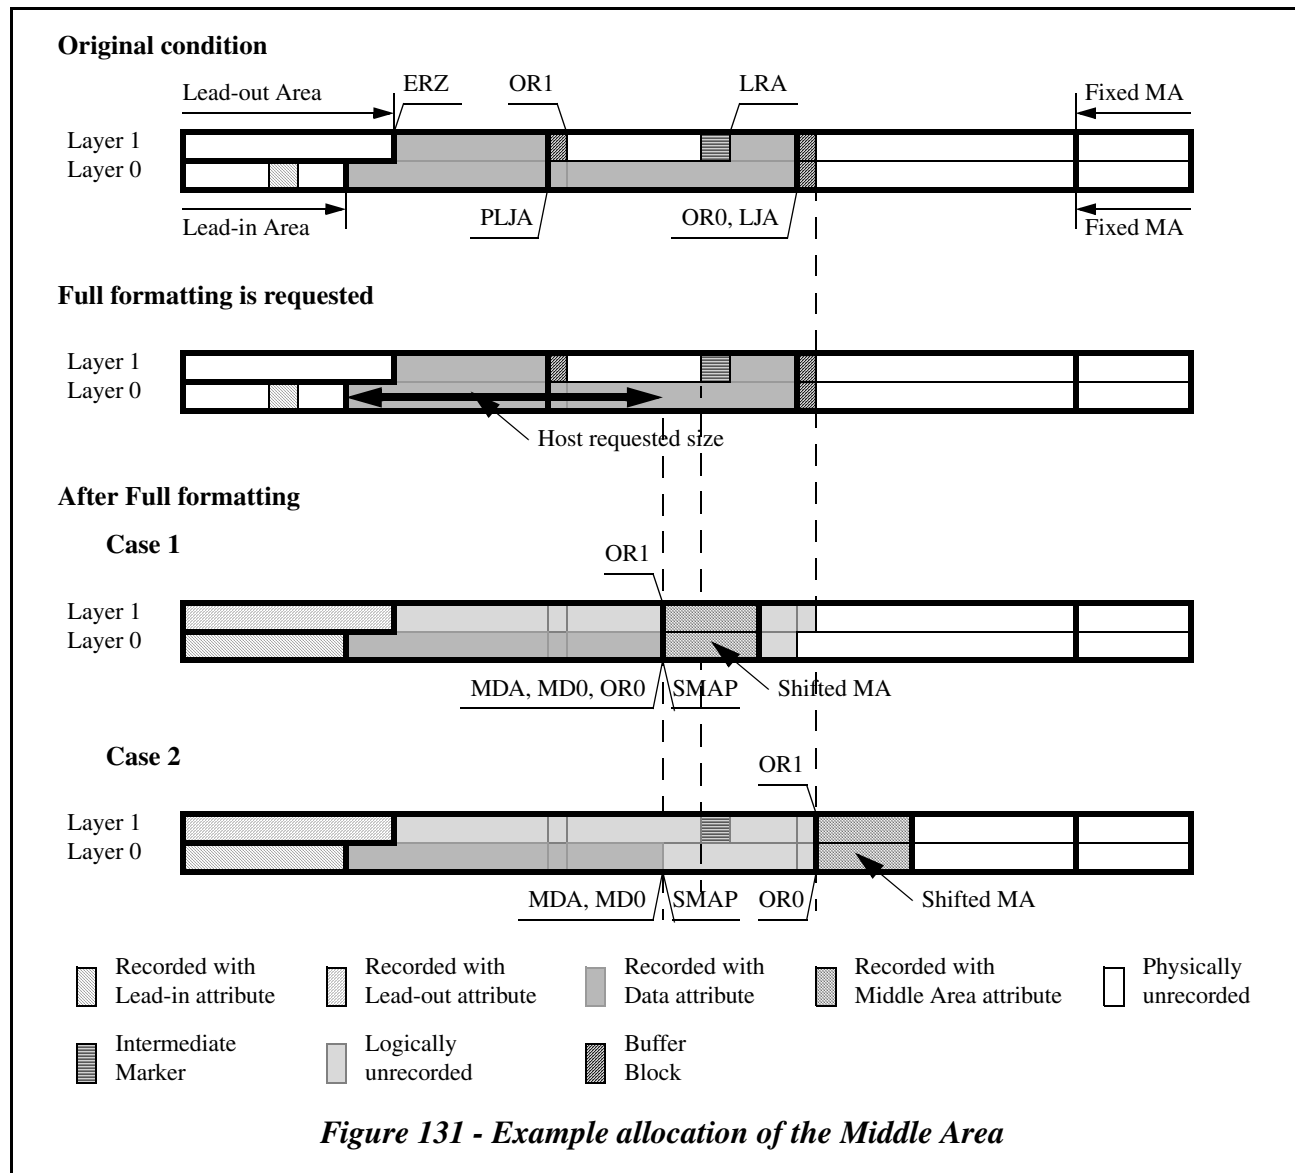 Original condition
ERZ
OR1
LRA
Lead-out Area
Fixed MA
Layer 1
Layer 0
PLJA
OR0, LJA
Lead-in Area
Fixed MA
Full formatting is requested
Layer 1
Layer 0
Host requested size
After Full formatting
Case 1
OR1
Layer 1
Layer 0
MDA, MD0, OR0
SMAP
Shifted MA
Case 2
OR1
Layer 1
Layer 0
MDA, MD0
SMAP
OR0
Shifted MA
Recorded with
Lead-in attribute
Recorded with
Lead-out attribute
Recorded with
Data attribute
Recorded with
Middle Area attribute
Physically
unrecorded
Intermediate
Marker
Logically
unrecorded
Buffer
Block
Figure 131 - Example allocation of the Middle Area